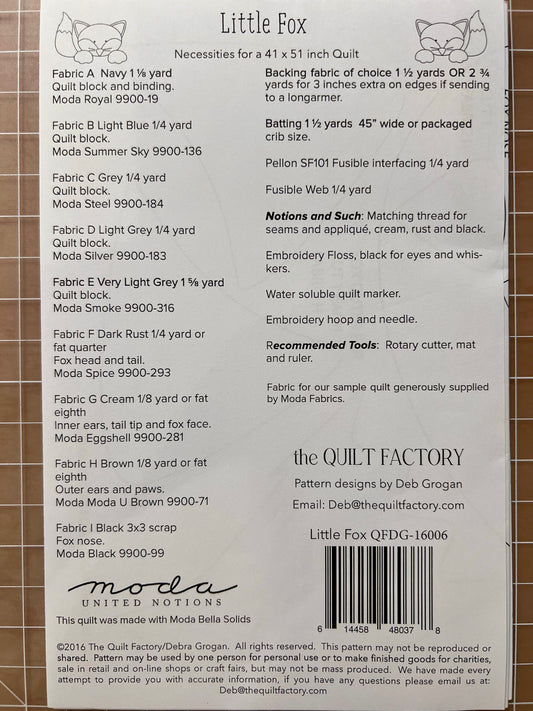 Little Fox
Necessities for a 41 x 51 inch Quilt
Fabric A Navy 1 ⅛ yard
Quilt block and binding.
Moda Royal 9900-19
Fabric B Light Blue 1/4 yard
Quilt block.
Moda Summer Sky 9900-136
Fabric C Grey 1/4 yard
Quilt block.
Moda Steel 9900-184
Fabric D Light Grey 1/4 yard
Quilt block.
Moda Silver 9900-183
Fabric E Very Light Grey 1 ⅝ yard
Quilt block.
Moda Smoke 9900-316
Fabric F Dark Rust 1/4 yard or
fat quarter
Fox head and tail.
Moda Spice 9900-293
Fabric G Cream 1/8 yard or fat
eighth
Inner ears, tail tip and fox face.
Moda Eggshell 9900-281
Fabric H Brown 1/8 yard or fat
eighth
Outer ears and paws.
Moda Moda U Brown 9900-71
Fabric I Black 3x3 scrap
Fox nose.
Moda Black 9900-99
moda
UNITED NOTIONS
This quilt was made with Moda Bella Solids
Backing fabric of choice 1 ½ yards OR 2 ¾
yards for 3 inches extra on edges if sending
to a longarmer.
Batting 1 ½ yards 45" wide or packaged
crib size.
Pellon SF101 Fusible interfacing 1/4 yard
Fusible Web 1/4 yard
Notions and Such: Matching thread for
seams and appliqué, cream, rust and black.
Embroidery Floss, black for eyes and whis-
kers.
Water soluble quilt marker.
Embroidery hoop and needle.
Recommended Tools: Rotary cutter, mat
and ruler.
Fabric for our sample quilt generously supplied
by Moda Fabrics.
the QUILT FACTORY
Pattern designs by Deb Grogan
Email: Deb@thequiltfactory.com
Little Fox QFDG-16006
6 14458 48037 8
©2016 The Quilt Factory/Debra Grogan. All rights reserved. This pattern may not be reproduced or
shared. Pattern may be used by one person for personal use or to make finished goods for charities,
sale in retail and on-line shops or craft fairs, but may not be mass produced. We have made every
attempt to provide you with accurate information, if you have any questions please email us at:
Deb@thequiltfactory.com